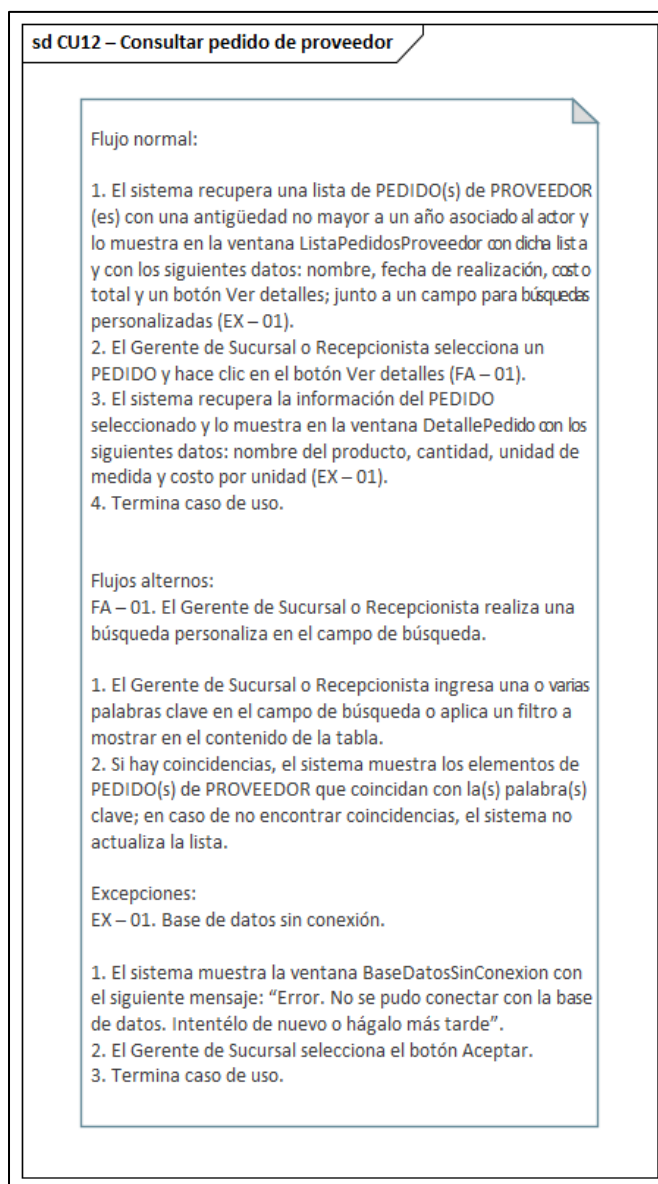 sd CU12 – Consultar pedido de proveedor
Flujo normal:
1. El sistema recupera una lista de PEDIDO(s) de PROVEEDOR
(es) con una antigüedad no mayor a un año asociado al actor y
lo muestra en la ventana ListaPedidosProveedor con dicha lista
y con los siguientes datos: nombre, fecha de realización, costo
total y un botón Ver detalles; junto a un campo para búsquedas
personalizadas (EX – 01).
2. El Gerente de Sucursal o Recepcionista selecciona un
PEDIDO y hace clic en el botón Ver detalles (FA – 01).
3. El sistema recupera la información del PEDIDO
seleccionado y lo muestra en la ventana DetallePedido con los
siguientes datos: nombre del producto, cantidad, unidad de
medida y costo por unidad (EX – 01).
4. Termina caso de uso.
Flujos alternos:
FA – 01. El Gerente de Sucursal o Recepcionista realiza una
búsqueda personaliza en el campo de búsqueda.
1. El Gerente de Sucursal o Recepcionista ingresa una o varias
palabras clave en el campo de búsqueda o aplica un filtro a
mostrar en el contenido de la tabla.
2. Si hay coincidencias, el sistema muestra los elementos de
PEDIDO(s) de PROVEEDOR que coincidan con la(s) palabra(s)
clave; en caso de no encontrar coincidencias, el sistema no
actualiza la lista.
Excepciones:
EX – 01. Base de datos sin conexión.
1. El sistema muestra la ventana BaseDatosSinConexion con
el siguiente mensaje: “Error. No se pudo conectar con la base
de datos. Intentélo de nuevo o hágalo más tarde”.
2. El Gerente de Sucursal selecciona el botón Aceptar.
3. Termina caso de uso.